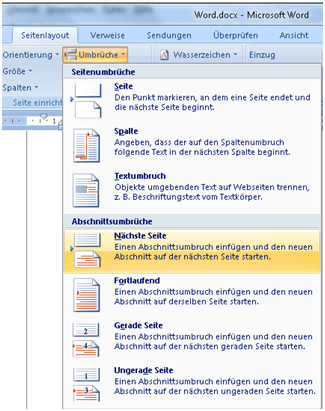 Word.docx - Microsoft Word
Seitenlayout Verweise Sendungen Überprüfen Ansicht
Orientierung Umbrüche Wasserzeichen Einzug
Größe
Spalten
Seite einricht
Seitenumbrüche
Seite
Den Punkt markieren, an dem eine Seite endet und
die nächste Seite beginnt.
Spalte
Angeben, dass der auf den Spaltenumbruch
folgende Text in der nächsten Spalte beginnt.
Textumbruch
Objekte umgebenden Text auf Webseiten trennen,
z. B. Beschriftungstext vom Textkörper.
Abschnittsumbrüche
Nächste Seite
Einen Abschnittsumbruch einfügen und den neuen
Abschnitt auf der nächsten Seite starten.
Fortlaufend
Einen Abschnittsumbruch einfügen und den neuen
Abschnitt auf derselben Seite starten.
2
4
Gerade Seite
Einen Abschnittsumbruch einfügen und den neuen
Abschnitt auf der nächsten geraden Seite starten.
1
3
Ungerade Seite
Einen Abschnittsumbruch einfügen und den neuen
Abschnitt auf der nächsten ungeraden Seite starten.